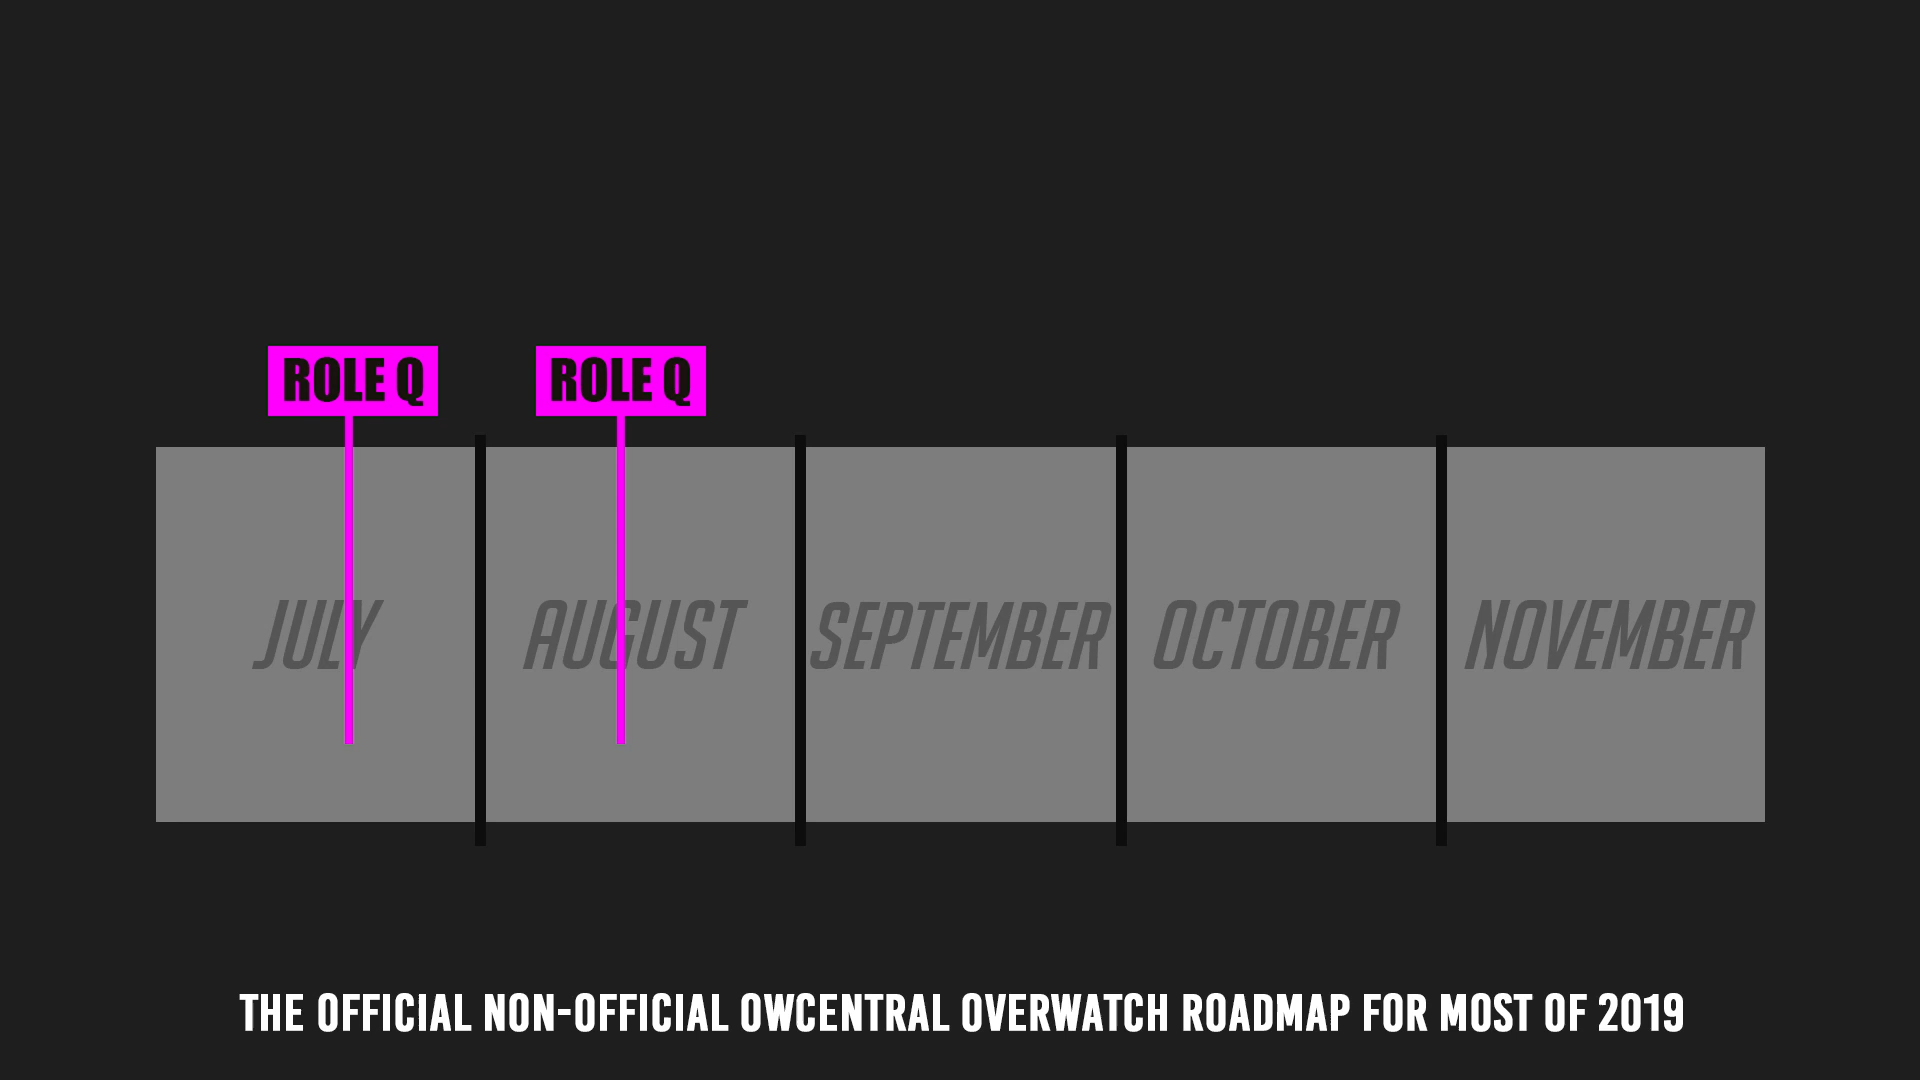 ROLE Q ROLE Q
JULY AUGUST SEPTEMBER OCTOBER NOVEMBER
THE OFFICIAL NON-OFFICIAL OWCENTRAL OVERWATCH ROADMAP FOR MOST OF 2019